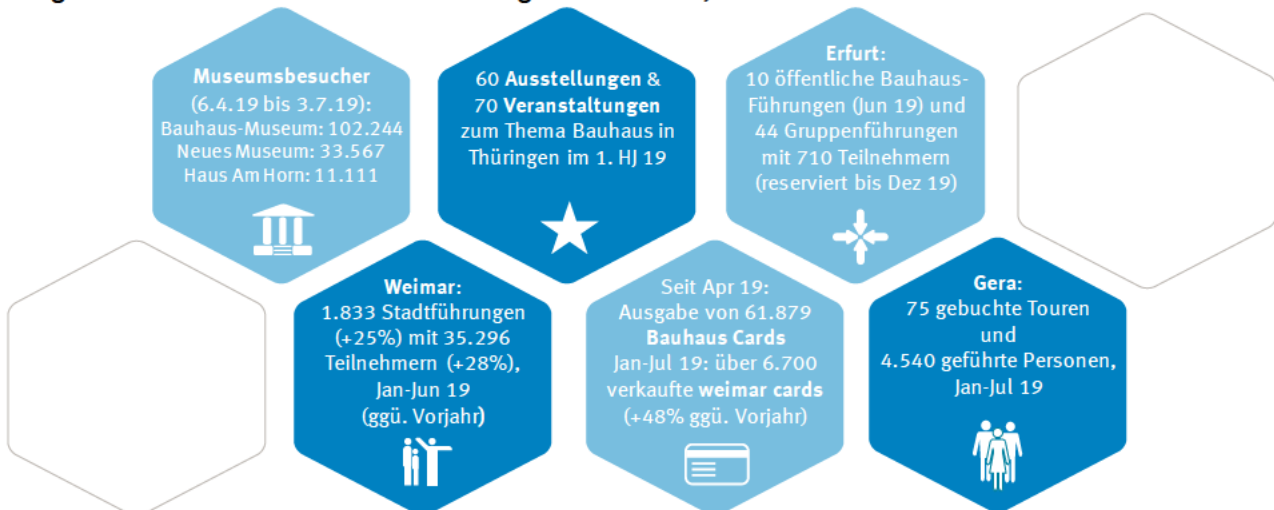 Museumsbesucher
(6.4.19 bis 3.7.19):
Bauhaus-Museum: 102.244
Neues Museum: 33.567
Haus Am Horn: 11.111
60 Ausstellungen &
70 Veranstaltungen
zum Thema Bauhaus in
Thüringen im 1. HJ 19
Erfurt:
10 öffentliche Bauhaus-
Führungen (Jun 19) und
44 Gruppenführungen
mit 710 Teilnehmern
(reserviert bis Dez 19)
Weimar:
1.833 Stadtführungen
(+25%) mit 35.296
Teilnehmern (+28%),
Jan-Jun 19
(ggü. Vorjahr)
Seit Apr 19:
Ausgabe von 61.879
Bauhaus Cards
Jan-Jul 19: über 6.700
verkaufte weimar cards
(+48% ggü. Vorjahr)
Gera:
75 gebuchte Touren
und
4.540 geführte Personen,
Jan-Jul 19